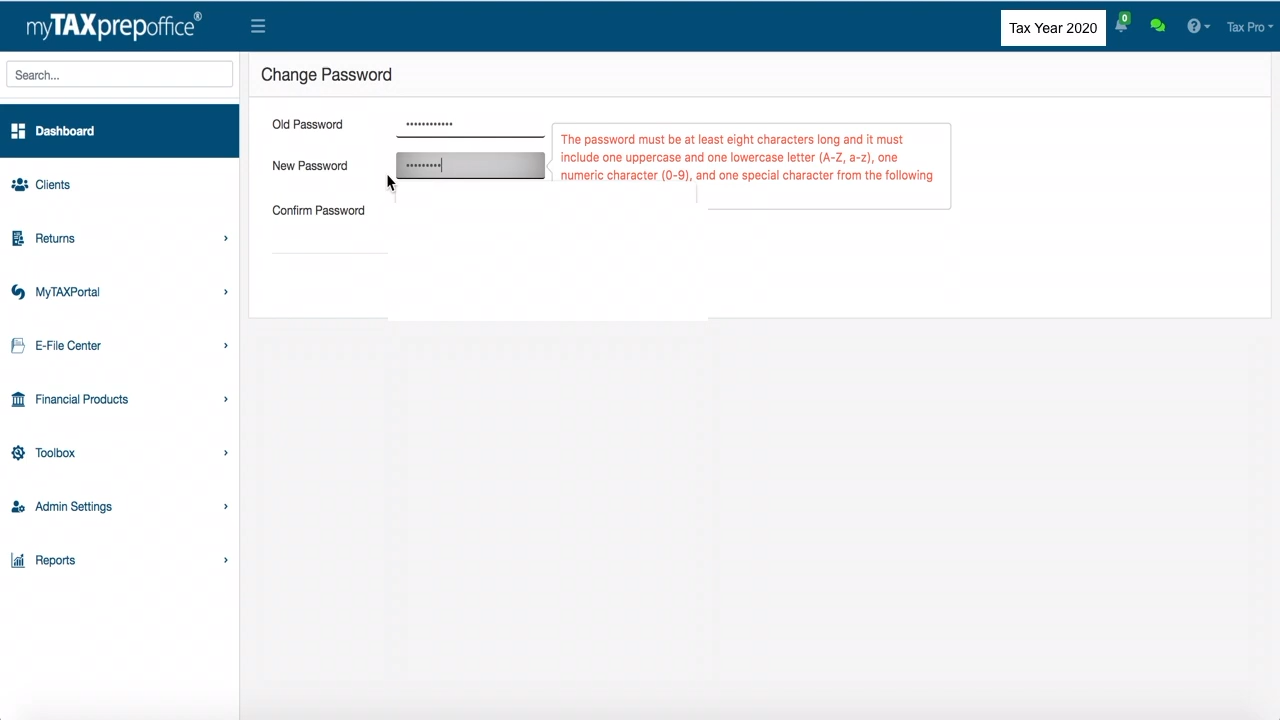 myTAXprepoffice®
Tax Year 2020
0
Tax Pro
Search...
Change Password
Dashboard
Clients
Returns
MyTAXPortal
E-File Center
Financial Products
Toolbox
Admin Settings
Reports
Old Password ••••••••••••
New Password •••••••••
Confirm Password
The password must be at least eight characters long and it must
include one uppercase and one lowercase letter (A-Z, a-z), one
numeric character (0-9), and one special character from the following